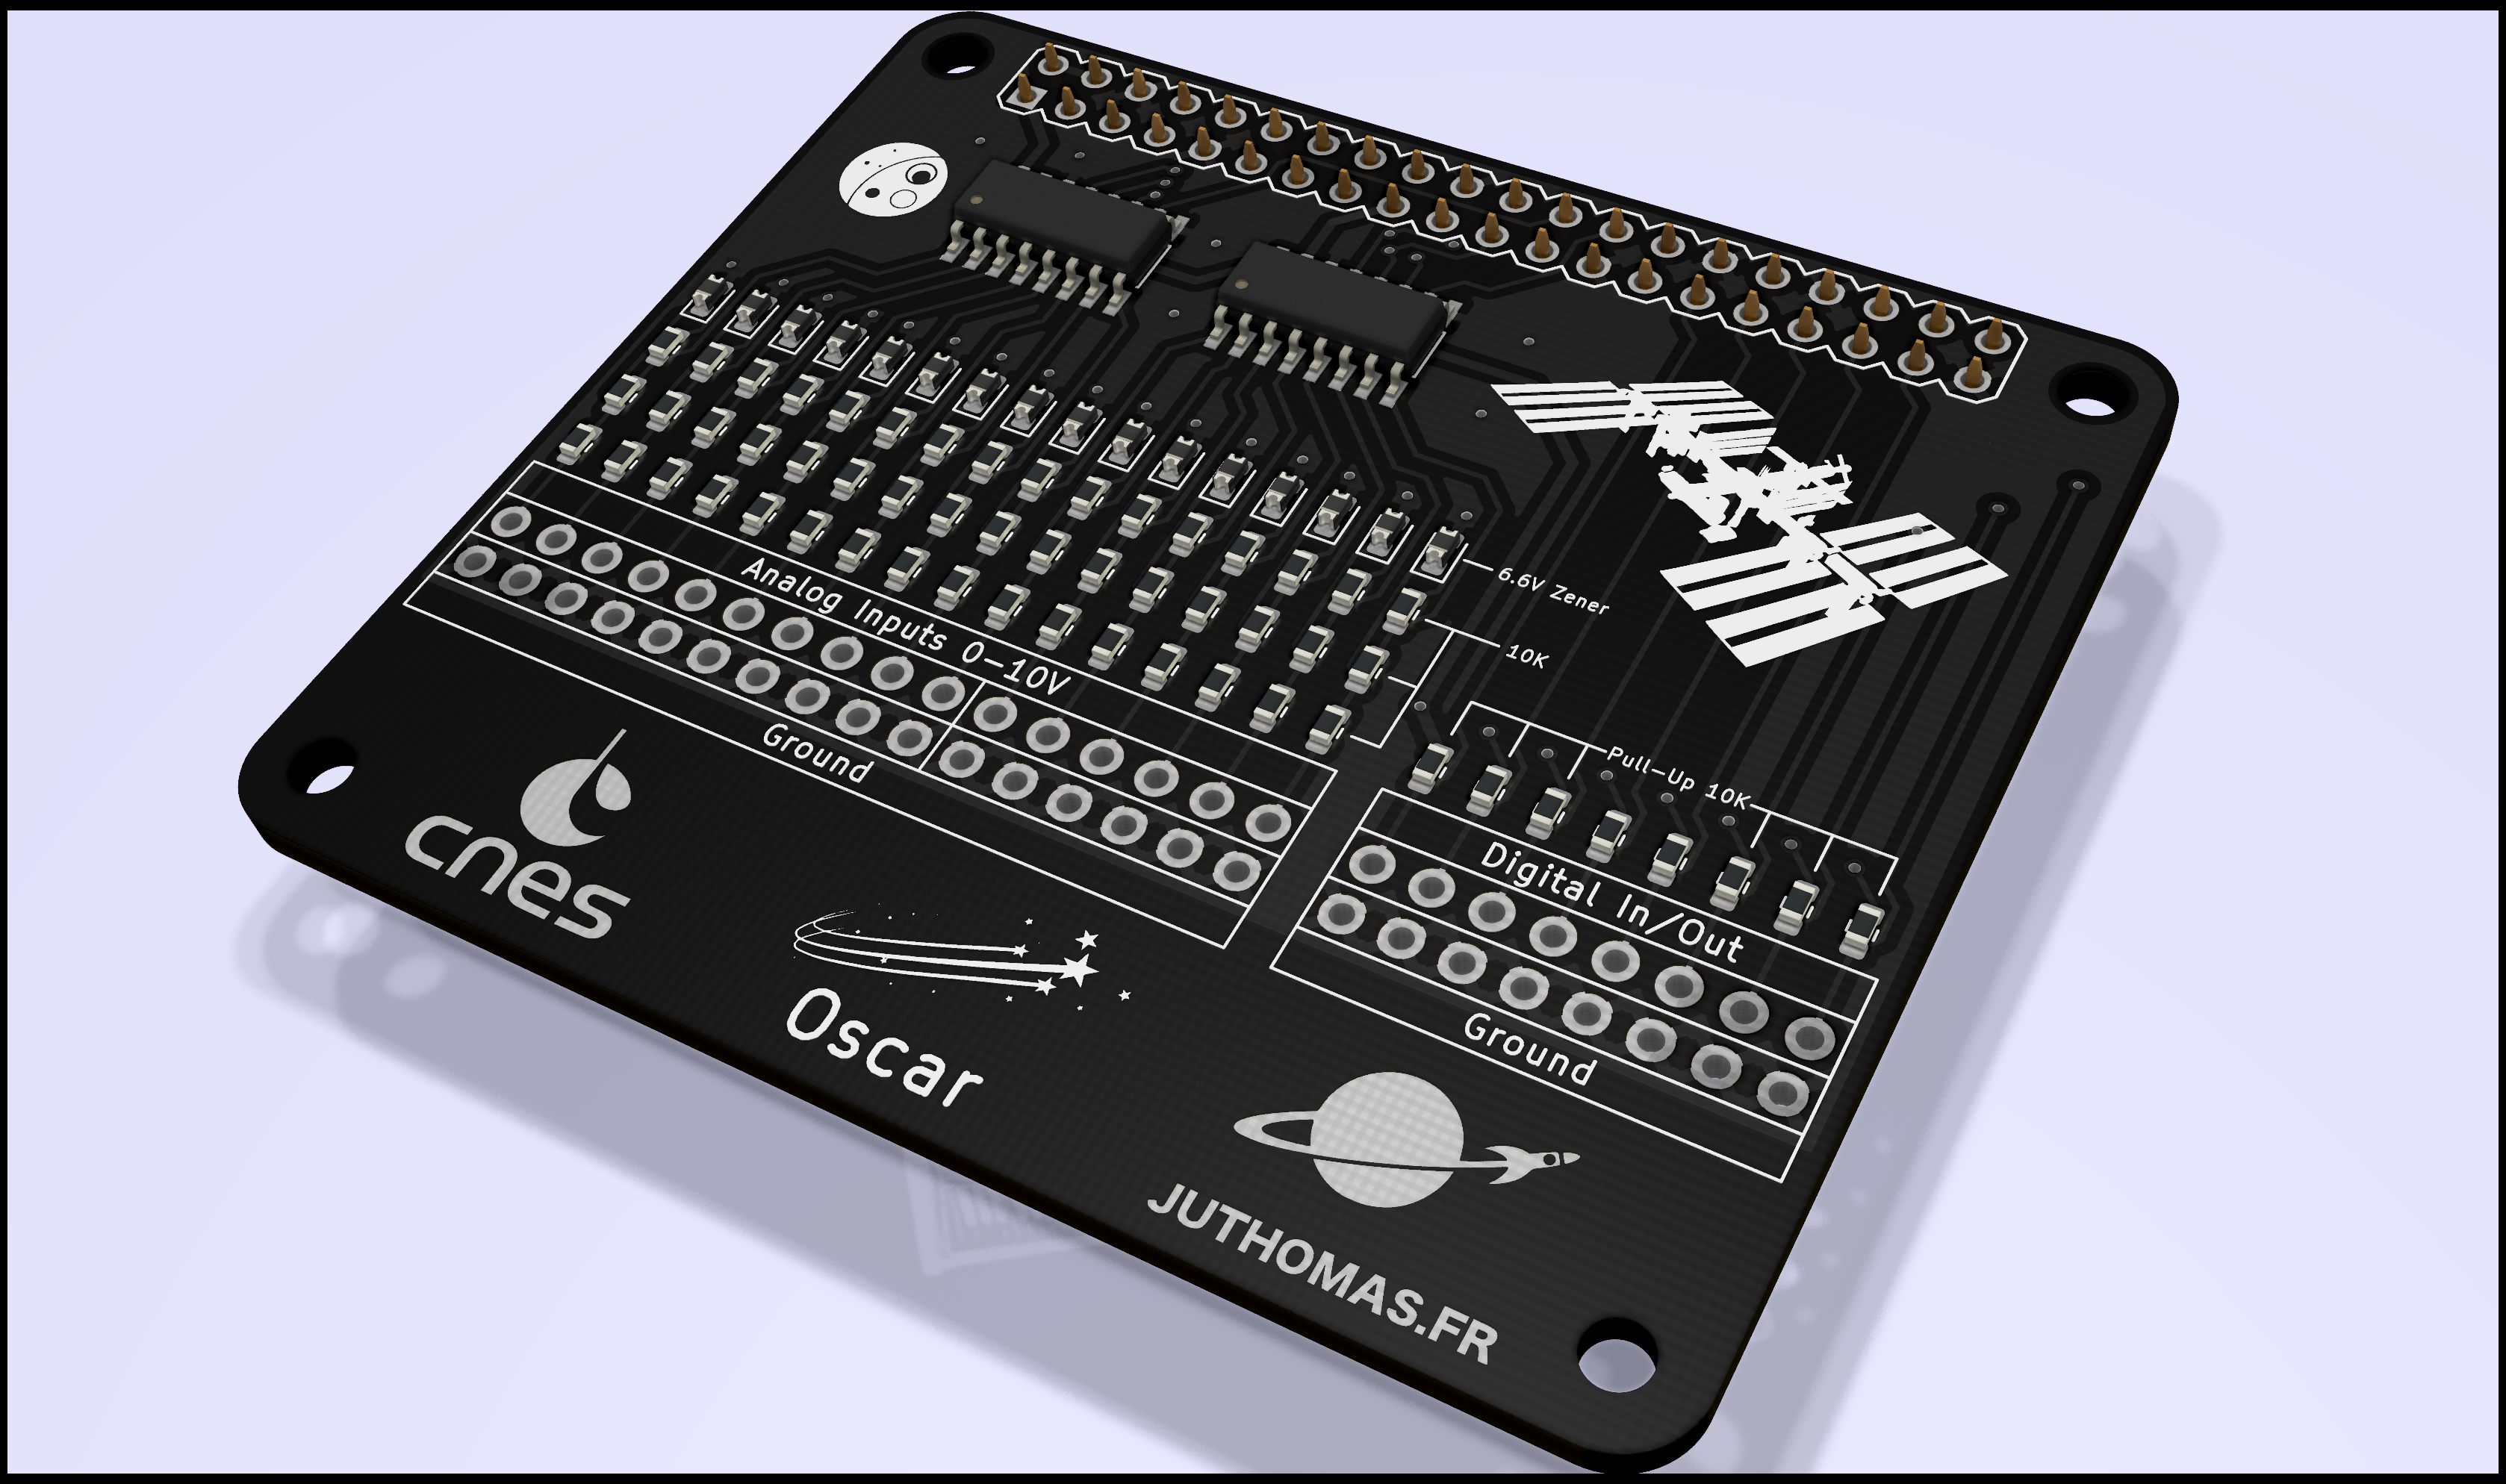 6.6V Zener
10K
Analog Inputs 0-10V
Ground
Pull-Up 10K
Digital In/Out
Ground
cnes
Oscar
JUTHOMAS.FR